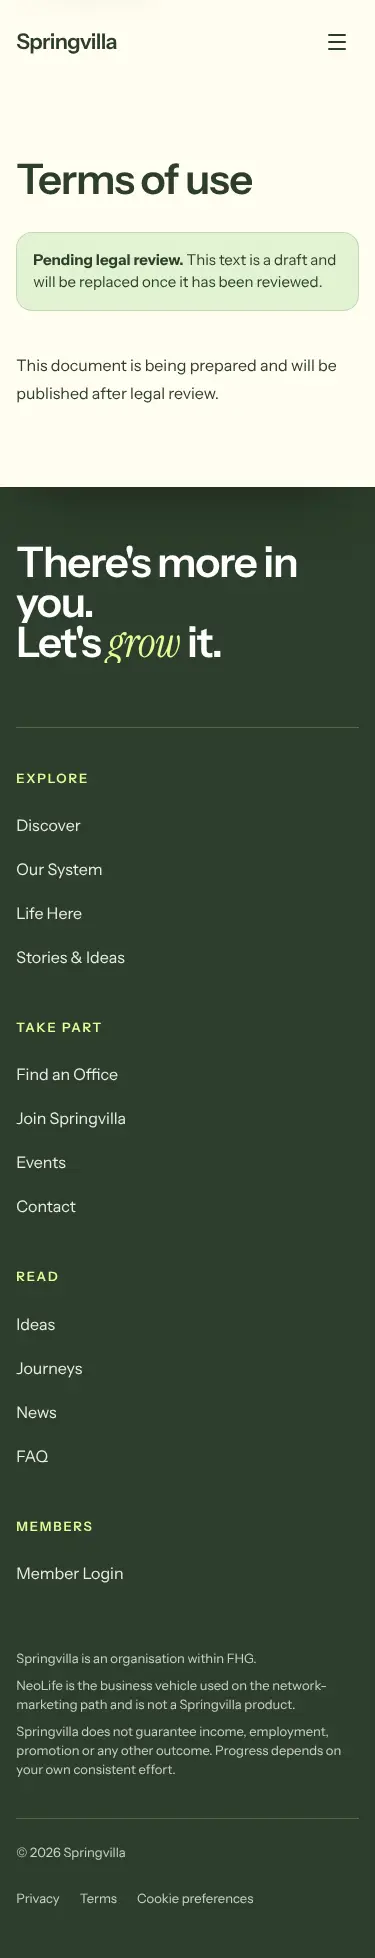 Springvilla
Terms of use
Pending legal review. This text is a draft and
will be replaced once it has been reviewed.
This document is being prepared and will be
published after legal review.
There's more in
you.
Let's grow it.
EXPLORE
Discover
Our System
Life Here
Stories & Ideas
TAKE PART
Find an Office
Join Springvilla
Events
Contact
READ
Ideas
Journeys
News
FAQ
MEMBERS
Member Login
Springvilla is an organisation within FHG.
NeoLife is the business vehicle used on the network-
marketing path and is not a Springvilla product.
Springvilla does not guarantee income, employment,
promotion or any other outcome. Progress depends on
your own consistent effort.
© 2026 Springvilla
Privacy Terms Cookie preferences